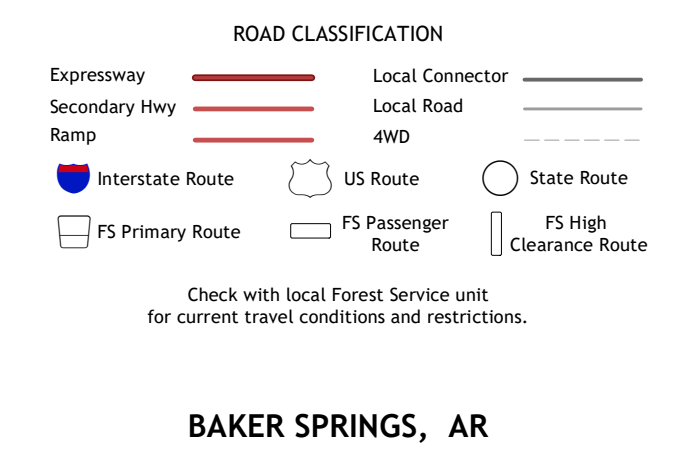 ROAD CLASSIFICATION
Expressway
Local Connector
Secondary Hwy
Local Road
Ramp
4WD
Interstate Route
US Route
State Route
FS Primary Route
FS Passenger
Route
FS High
Clearance Route
Check with local Forest Service unit
for current travel conditions and restrictions.
BAKER SPRINGS, AR